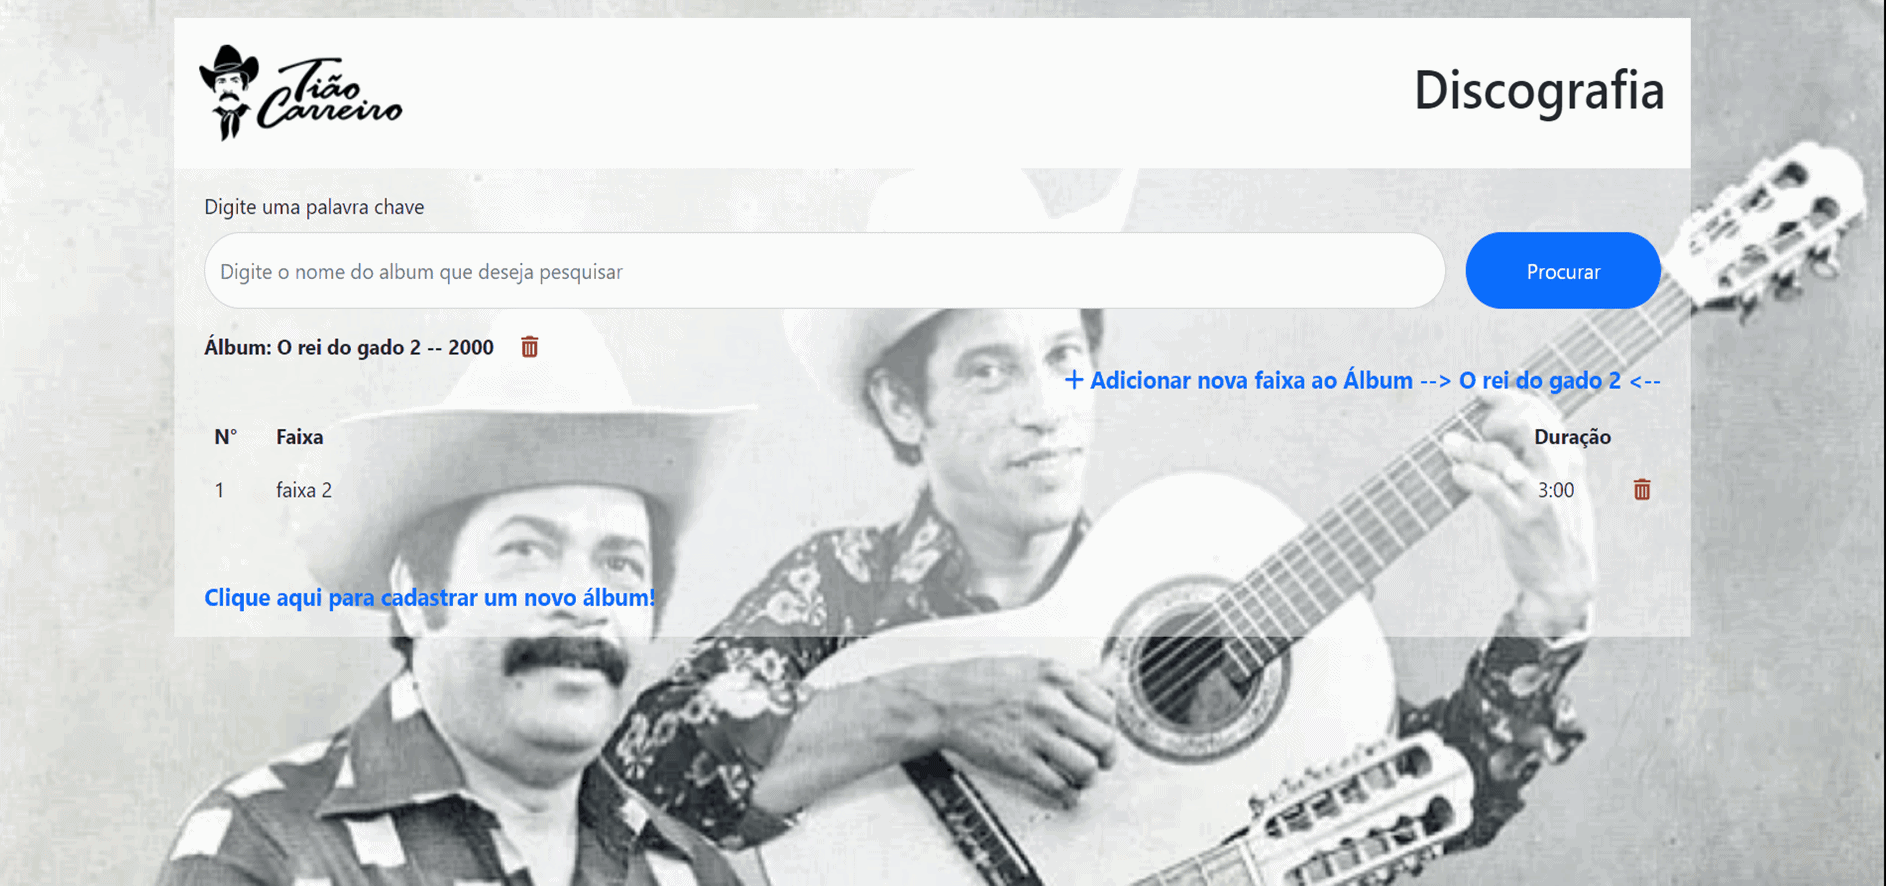 Tião
Carreiro
Discografia
Digite uma palavra chave
Digite o nome do album que deseja pesquisar
Procurar
Álbum: O rei do gado 2 -- 2000
+ Adicionar nova faixa ao Álbum --> O rei do gado 2 <--
N° Faixa Duração
1 faixa 2 3:00
Clique aqui para cadastrar um novo álbum!